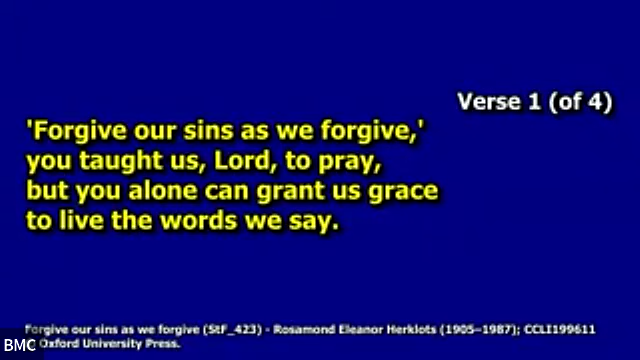 Verse 1 (of 4)
'Forgive our sins as we forgive,'
you taught us, Lord, to pray,
but you alone can grant us grace
to live the words we say.
Forgive our sins as we forgive (StF_423) - Rosamond Eleanor Herklots (1905–1987); CCLI199611
Oxford University Press.
BMC